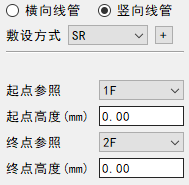 横向线管 竖向线管
敷设方式 SR +
起点参照 1F
起点高度(mm) 0.00
终点参照 2F
终点高度(mm) 0.00